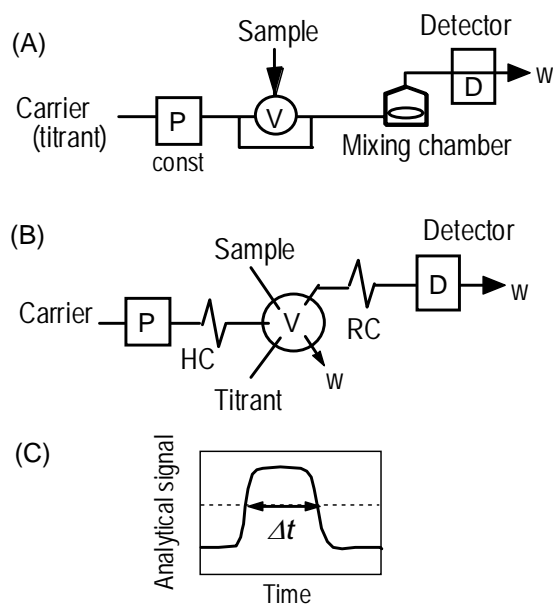 (A)
Sample
Detector
Carrier
(titrant)
P
V
D
W
const
Mixing chamber
(B)
Sample
Detector
Carrier
P
V
D
W
HC
RC
W
Titrant
(C)
Analytical signal
Δt
Time